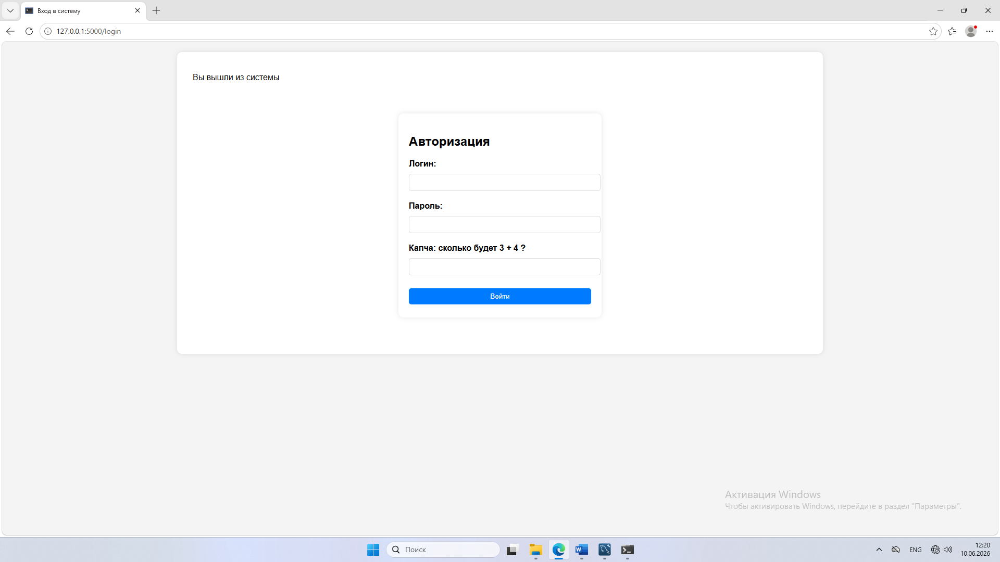 Вход в систему
127.0.0.1:5000/login
Вы вышли из системы
Авторизация
Логин:
Пароль:
Капча: сколько будет 3 + 4 ?
Войти
Активация Windows
Чтобы активировать Windows, перейдите в раздел "Параметры".
Поиск
ENG
12:20
10.06.2026